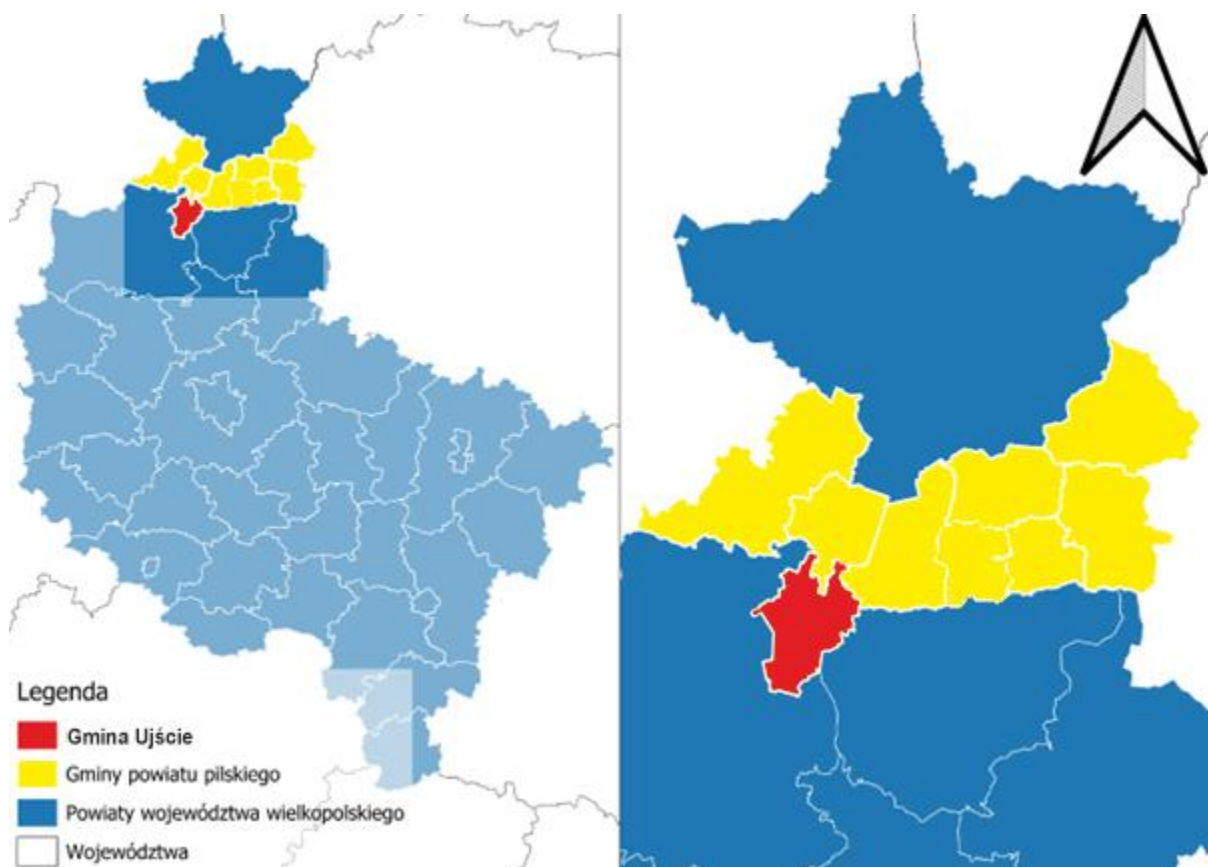 Legenda
Gmina Ujście
Gminy powiatu pilskiego
Powiaty województwa wielkopolskiego
Województwa